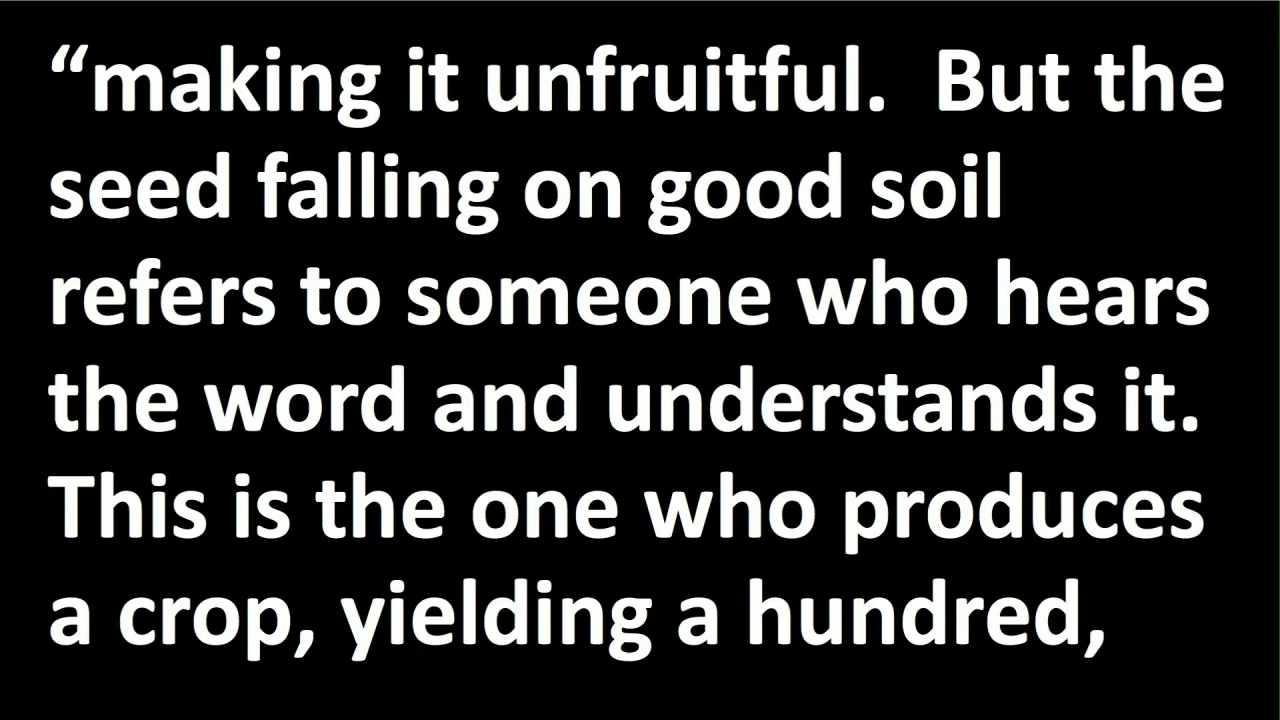 “making it unfruitful.  But the
seed falling on good soil
refers to someone who hears
the word and understands it.
This is the one who produces
a crop, yielding a hundred,